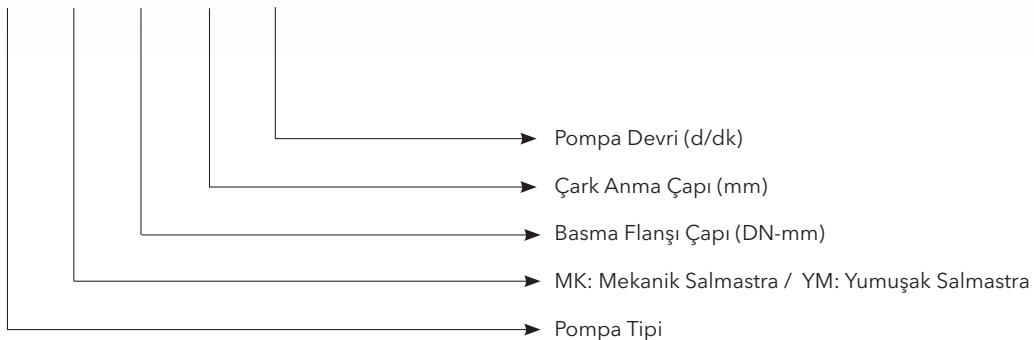 Pompa Devri (d/dk)
Çark Anma Çapı (mm)
Basma Flanşı Çapı (DN-mm)
MK: Mekanik Salmastra / YM: Yumuşak Salmastra
Pompa Tipi